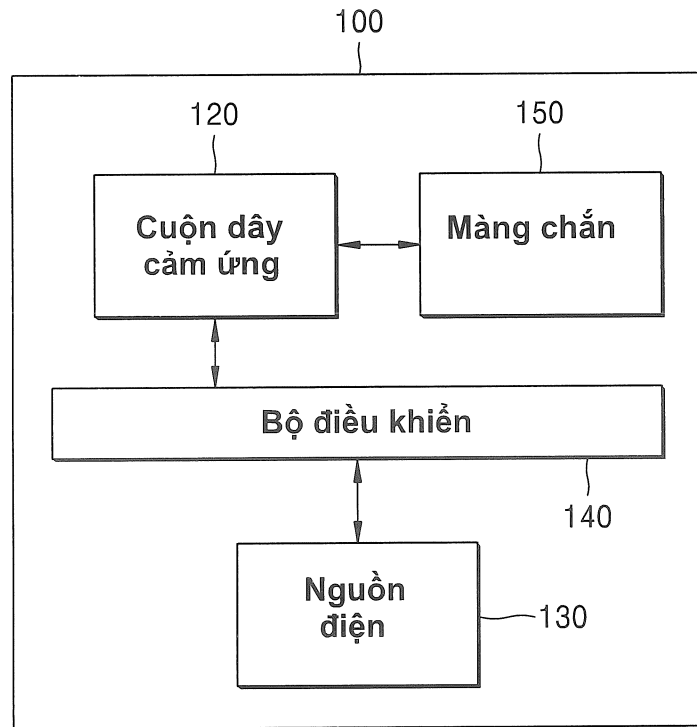 100
120
150
Cuộn dây
cảm ứng
Màng chắn
Bộ điều khiển
140
Nguồn
điện
130